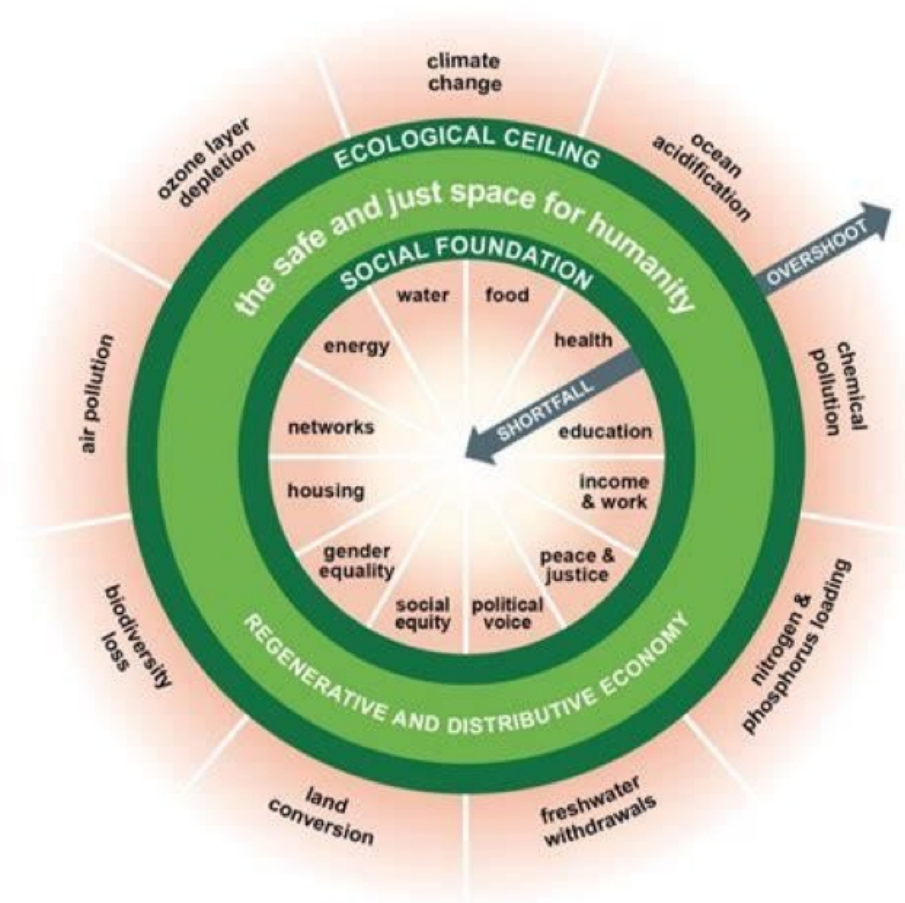 climate
change
ocean
acidification
OVERSHOOT
chemical
pollution
nitrogen &
phosphorus loading
freshwater
withdrawals
land
conversion
biodiversity
loss
air pollution
ozone layer
depletion
ECOLOGICAL CEILING
the safe and just space for humanity
SOCIAL FOUNDATION
water
food
energy
health
SHORTFALL
networks
education
housing
income
& work
gender
equality
peace &
justice
social
equity
political
voice
REGENERATIVE AND DISTRIBUTIVE ECONOMY